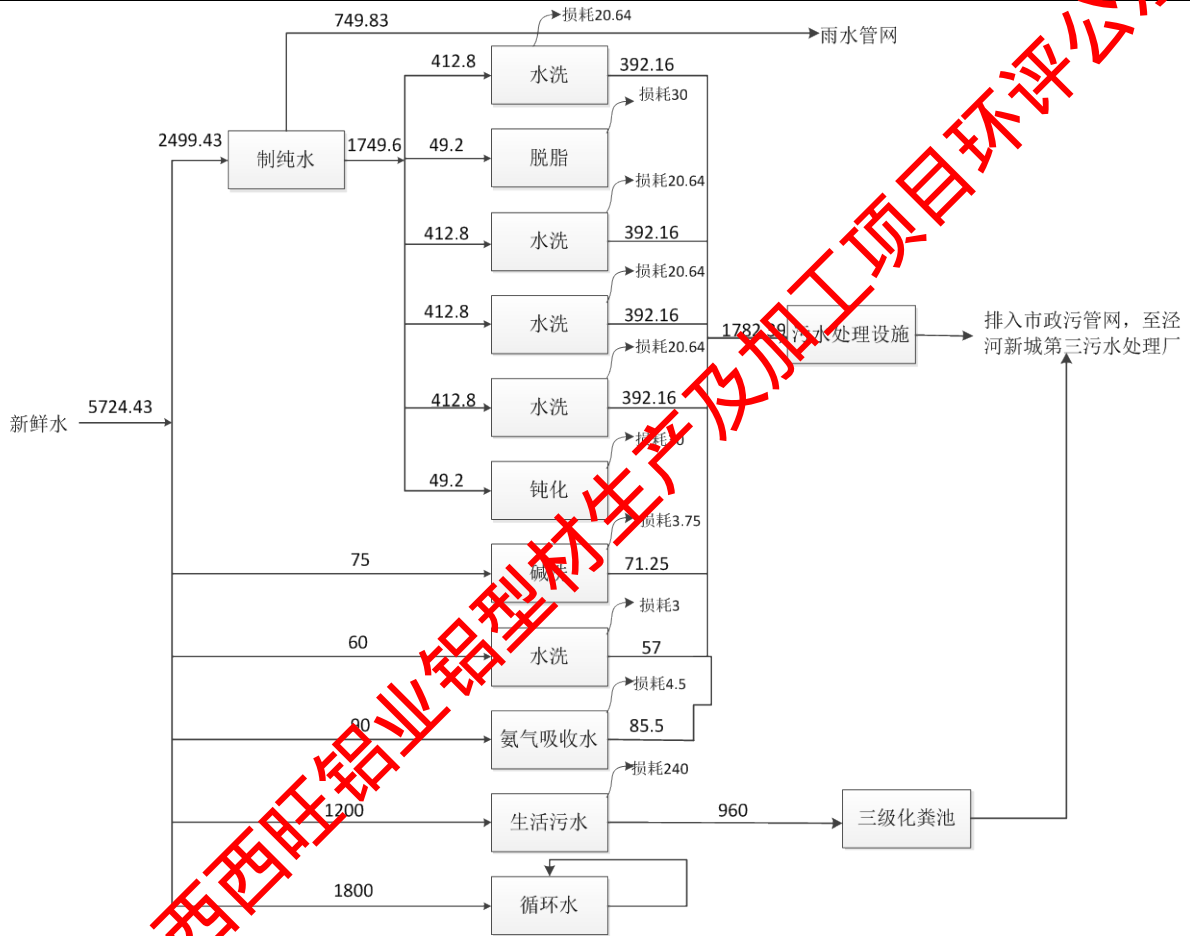 749.83
损耗20.64
雨水管网
412.8
水洗
392.16
2499.43
制纯水
1749.6
49.2
脱脂
损耗30
412.8
水洗
损耗20.64
392.16
412.8
水洗
损耗20.64
392.16
污水处理设施
排入市政污管网，至泾
河新城第三污水处理厂
412.8
水洗
损耗20.64
392.16
新鲜水
5724.43
49.2
钝化
75
损耗3.75
71.25
60
水洗
损耗3
57
90
氨气吸收水
损耗4.5
85.5
1200
生活污水
损耗240
960
三级化粪池
1800
循环水
西西旺铝业铝型材生产及加工项目环评公